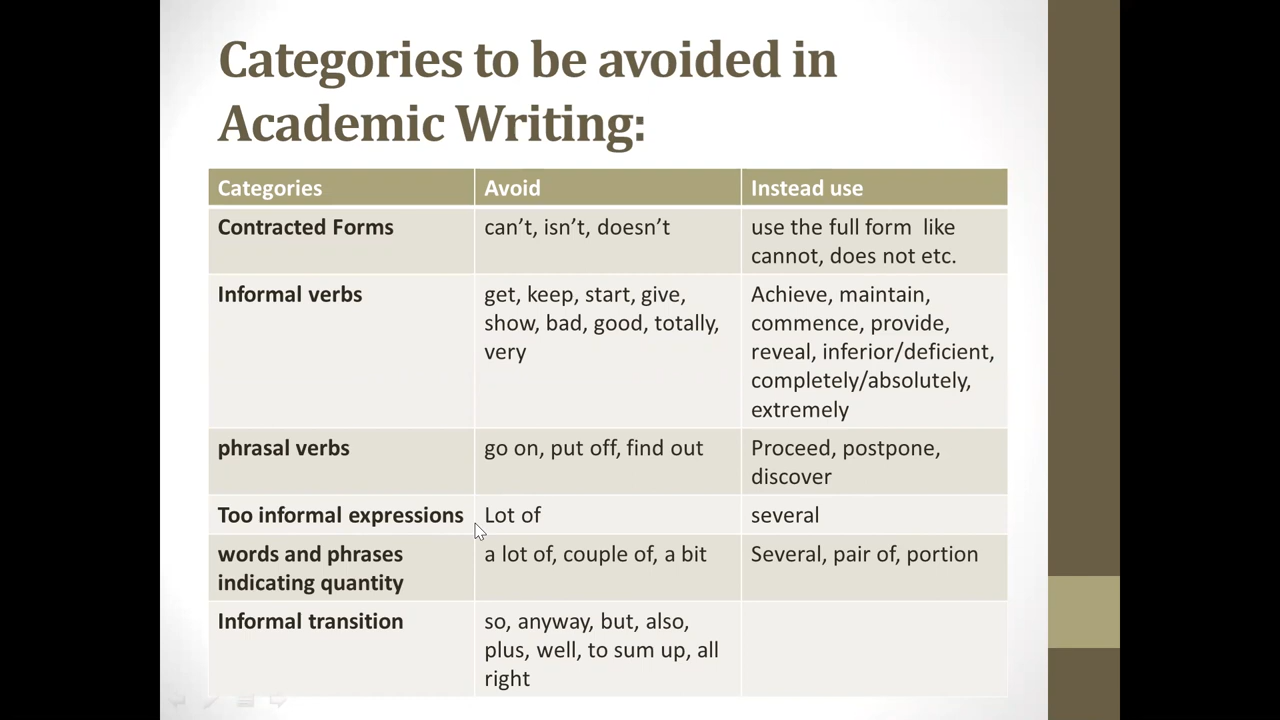 Categories to be avoided in
Academic Writing:
Categories Avoid Instead use
Contracted Forms can't, isn't, doesn't use the full form like
cannot, does not etc.
Informal verbs get, keep, start, give, Achieve, maintain,
show, bad, good, totally, commence, provide,
very reveal, inferior/deficient,
completely/absolutely,
extremely
phrasal verbs go on, put off, find out Proceed, postpone,
discover
Too informal expressions Lot of several
words and phrases a lot of, couple of, a bit Several, pair of, portion
indicating quantity
Informal transition so, anyway, but, also,
plus, well, to sum up, all
right